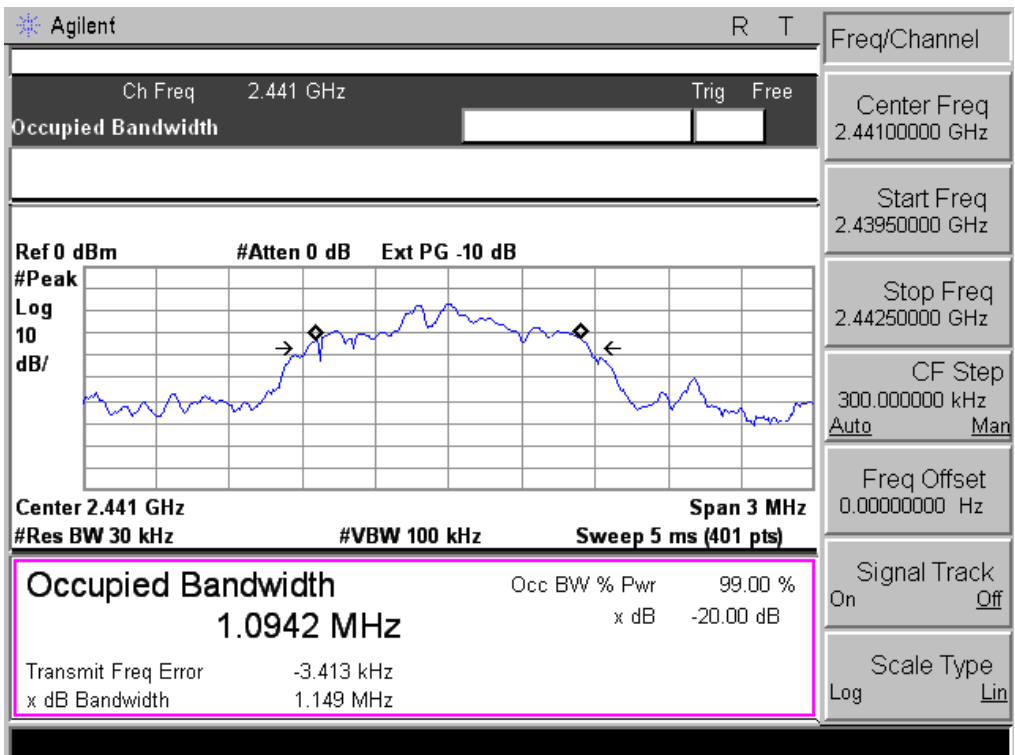 Agilent R T
Freq/Channel
Ch Freq 2.441 GHz Trig Free
Occupied Bandwidth
Center Freq
2.44100000 GHz
Start Freq
2.43950000 GHz
Stop Freq
2.44250000 GHz
CF Step
300.000000 kHz
Auto Man
Freq Offset
0.00000000 Hz
Signal Track
On Off
Scale Type
Log Lin
Ref 0 dBm #Atten 0 dB Ext PG -10 dB
#Peak
Log
10
dB/
Center 2.441 GHz Span 3 MHz
#Res BW 30 kHz #VBW 100 kHz Sweep 5 ms (401 pts)
Occupied Bandwidth Occ BW % Pwr 99.00 %
1.0942 MHz x dB -20.00 dB
Transmit Freq Error -3.413 kHz
x dB Bandwidth 1.149 MHz